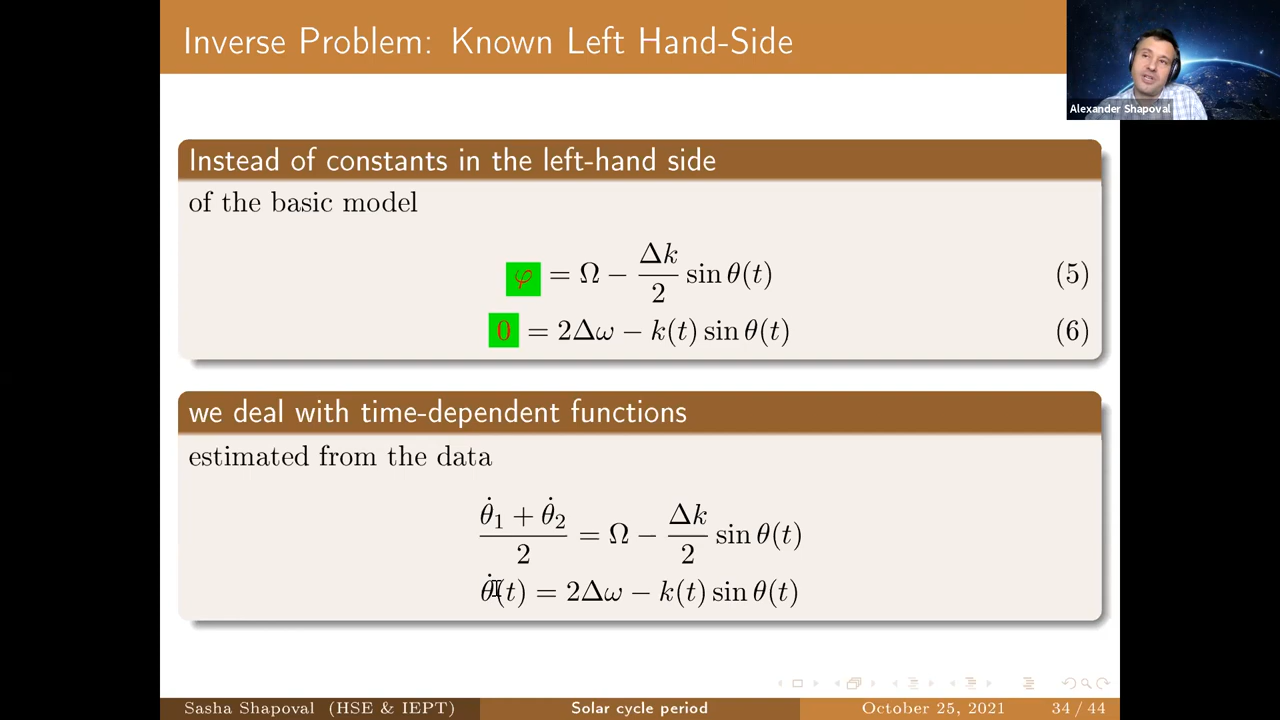 Inverse Problem: Known Left Hand-Side
Alexander Shapoval
Instead of constants in the left-hand side
of the basic model
φ = Ω − Δk/2 sin θ(t) (5)
0 = 2Δω − k(t) sin θ(t) (6)
we deal with time-dependent functions
estimated from the data
θ̇₁ + θ̇₂ / 2 = Ω − Δk/2 sin θ(t)
θ̇(t) = 2Δω − k(t) sin θ(t)
Sasha Shapoval (HSE & IEPT) Solar cycle period October 25, 2021 34 / 44